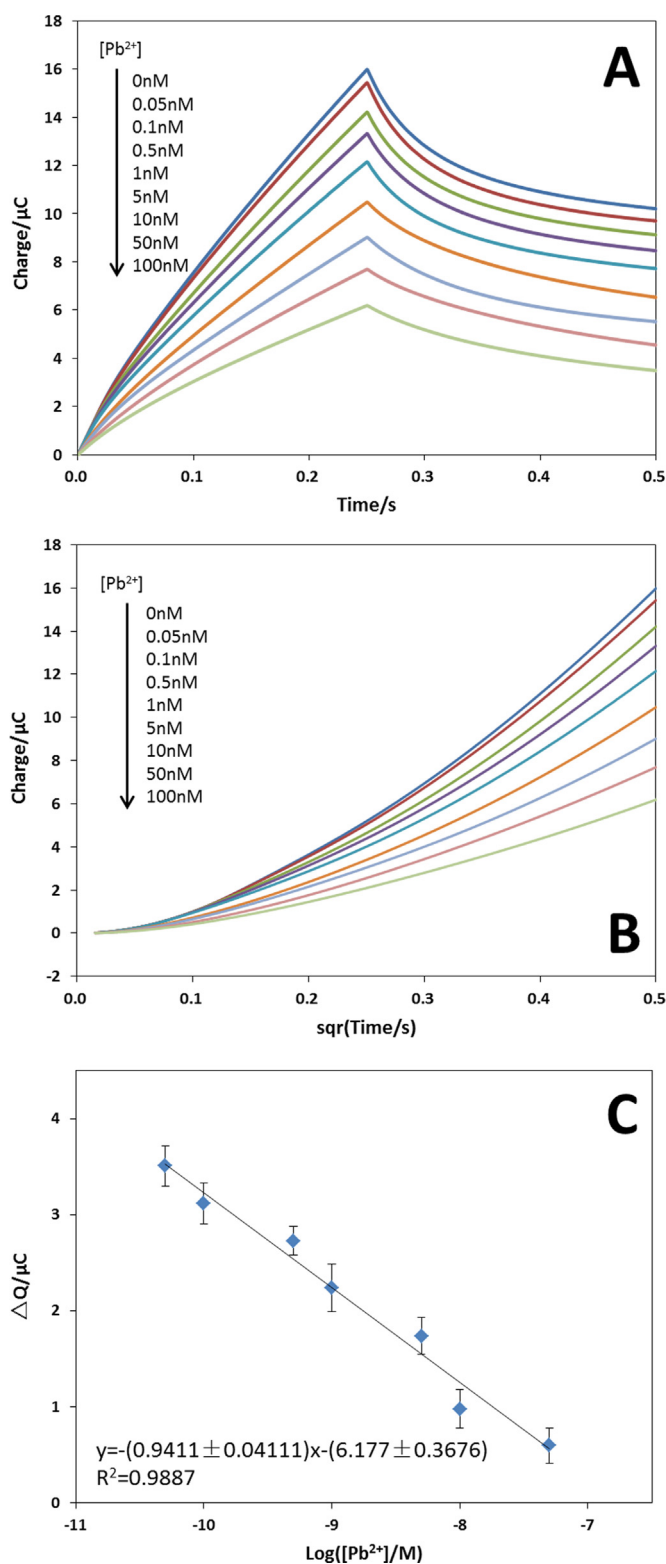 18
16
14
12
10
8
6
4
2
0
Charge/μC
[Pb²⁺]
0nM
0.05nM
0.1nM
0.5nM
1nM
5nM
10nM
50nM
100nM
A
0.0 0.1 0.2 0.3 0.4 0.5
Time/s
18
16
14
12
10
8
6
4
2
0
-2
Charge/μC
[Pb²⁺]
0nM
0.05nM
0.1nM
0.5nM
1nM
5nM
10nM
50nM
100nM
B
0.0 0.1 0.2 0.3 0.4 0.5
sqr(Time/s)
4
3
2
1
0
△Q/μC
C
y=-(0.9411±0.04111)x-(6.177±0.3676)
R²=0.9887
-11 -10 -9 -8 -7
Log([Pb²⁺]/M)